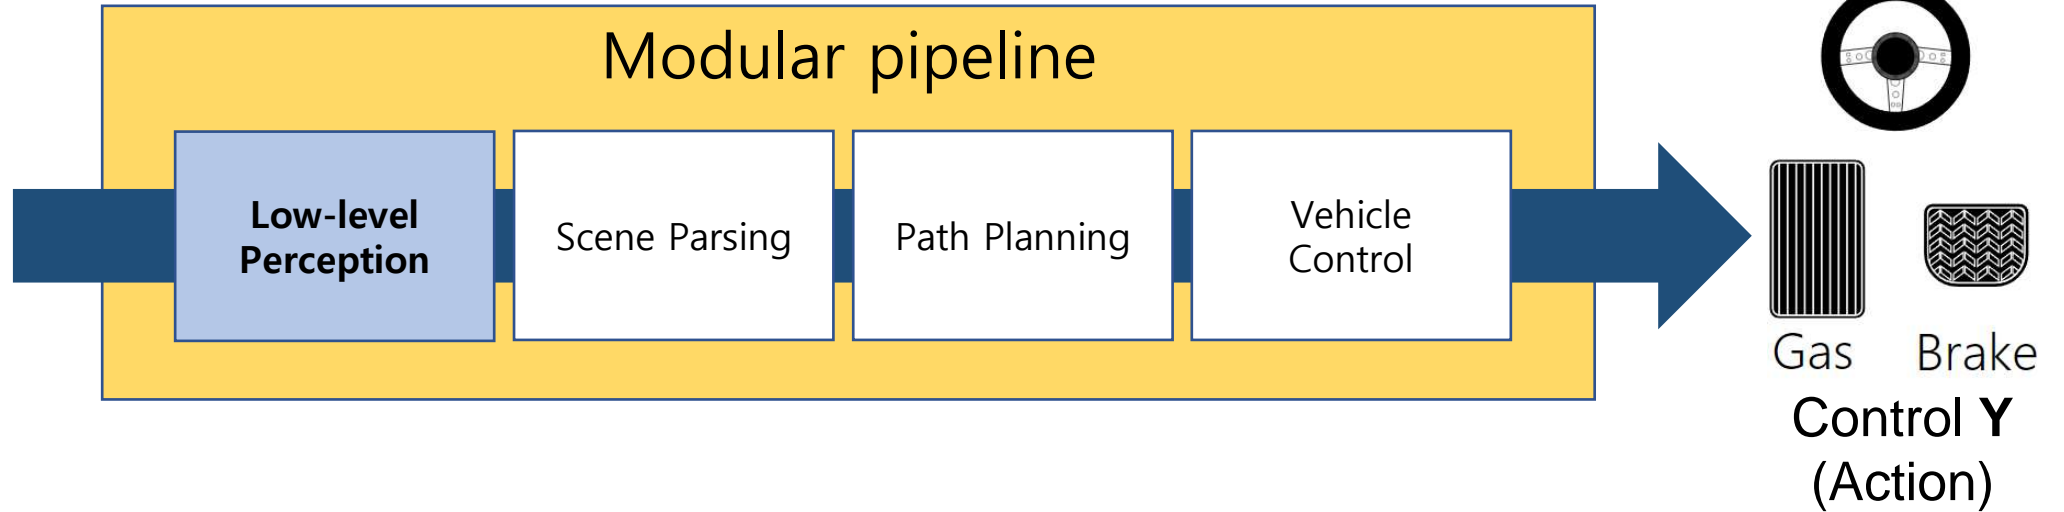 Modular pipeline
Low-level
Perception
Scene Parsing
Path Planning
Vehicle
Control
Gas
Brake
Control Y
(Action)